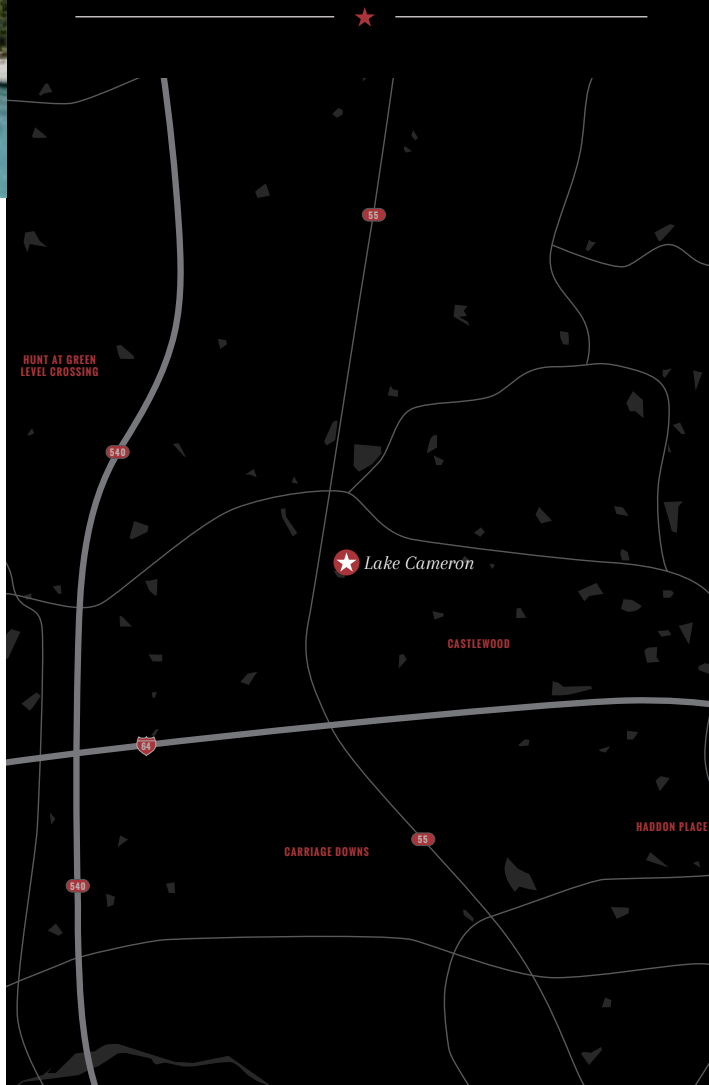 55
HUNT AT GREEN
LEVEL CROSSING
540
Lake Cameron
CASTLEWOOD
64
HADDON PLACE
55
CARRIAGE DOWNS
540